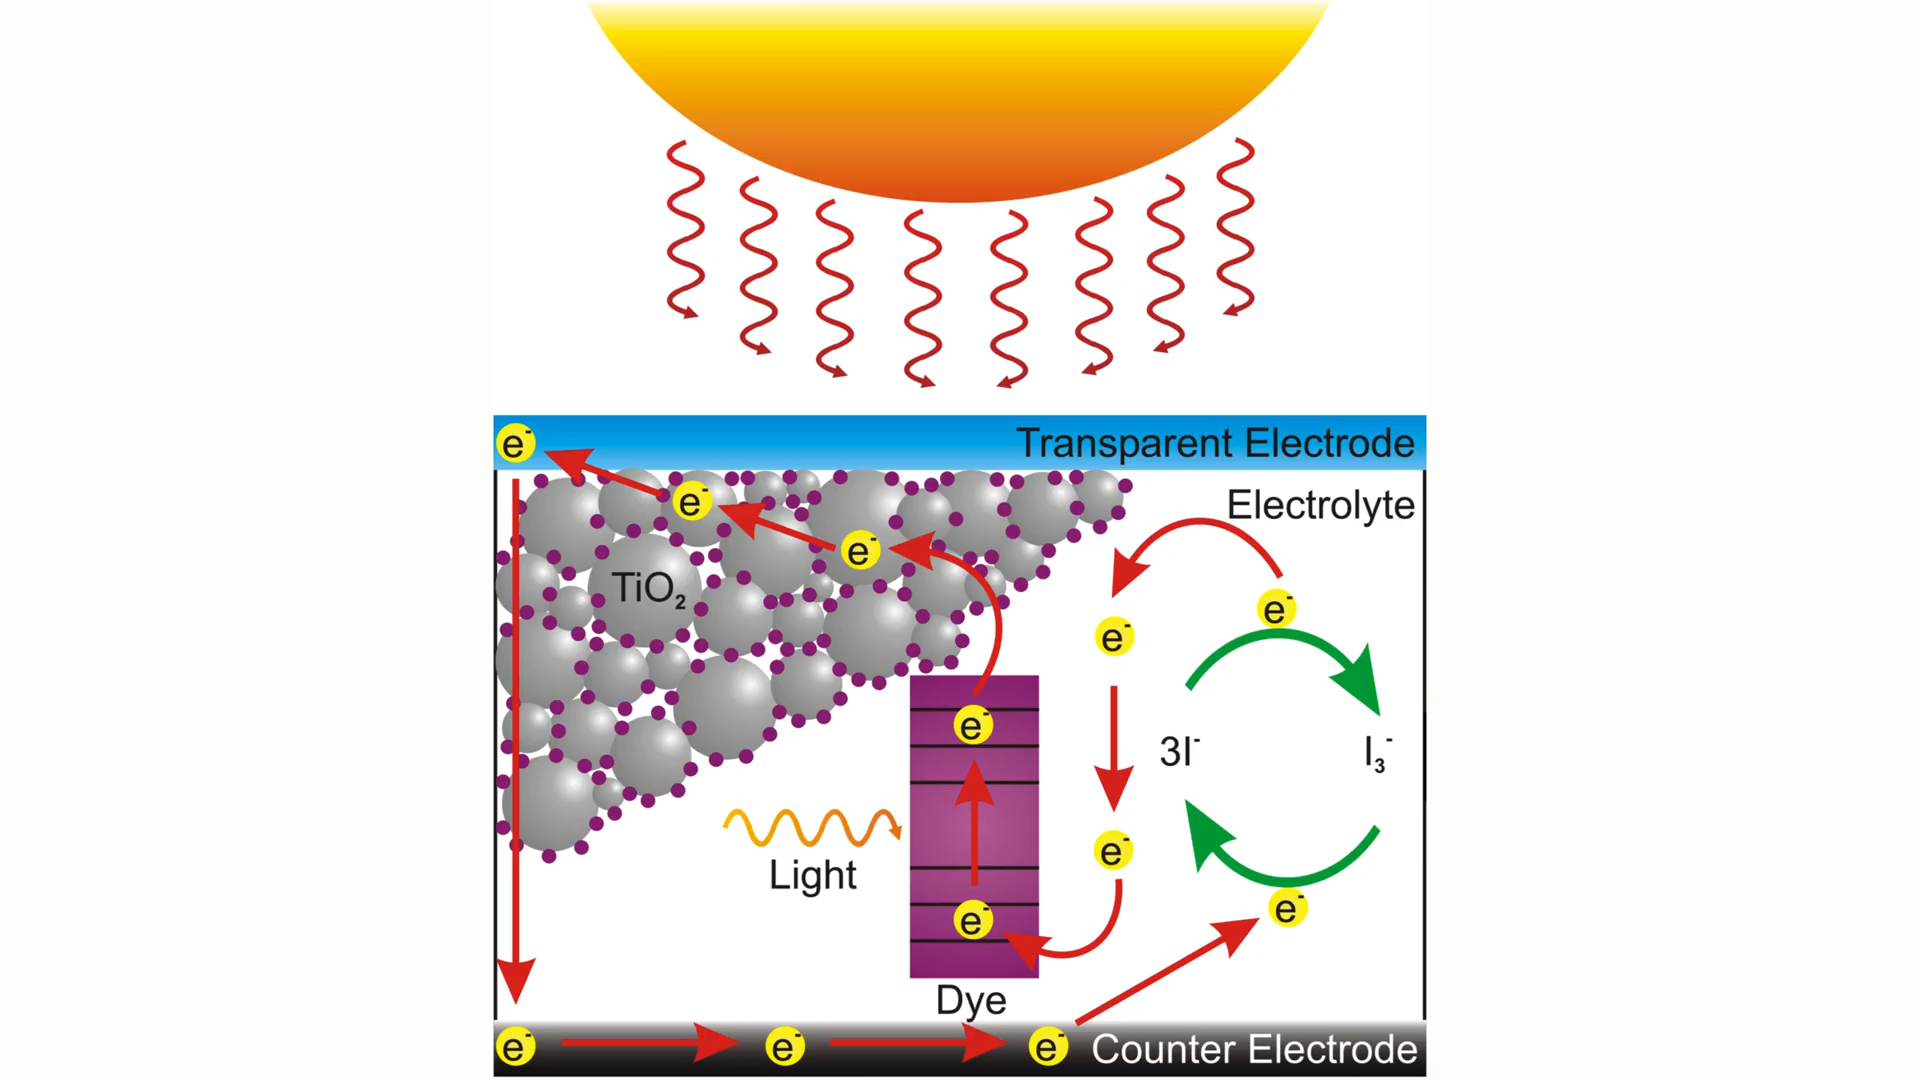 e⁻ Transparent Electrode
e⁻
Electrolyte
e⁻
TiO₂
e⁻
e⁻
e⁻
3I⁻
I₃⁻
e⁻
Light
e⁻
e⁻
Dye
e⁻ e⁻ e⁻ Counter Electrode